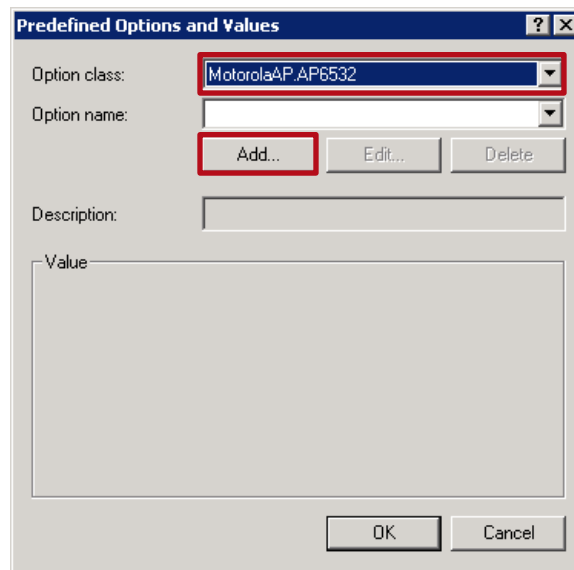 Predefined Options and Values
Option class: MotorolaAP.AP6532
Option name:
Add... Edit... Delete
Description:
Value
OK Cancel